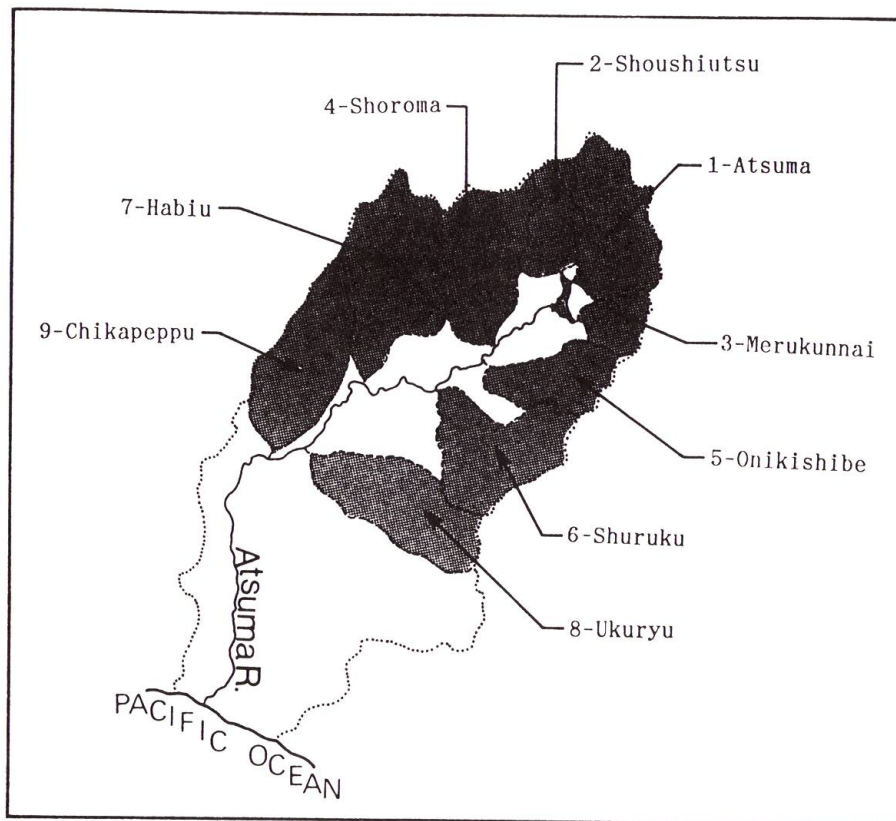 2-Shoushiutsu
4-Shoroma
1-Atsuma
7-Habiu
9-Chikapeppu
3-Merukunnai
5-Onikishibe
6-Shuruku
8-Ukuryu
Atsuma R.
PACIFIC OCEAN